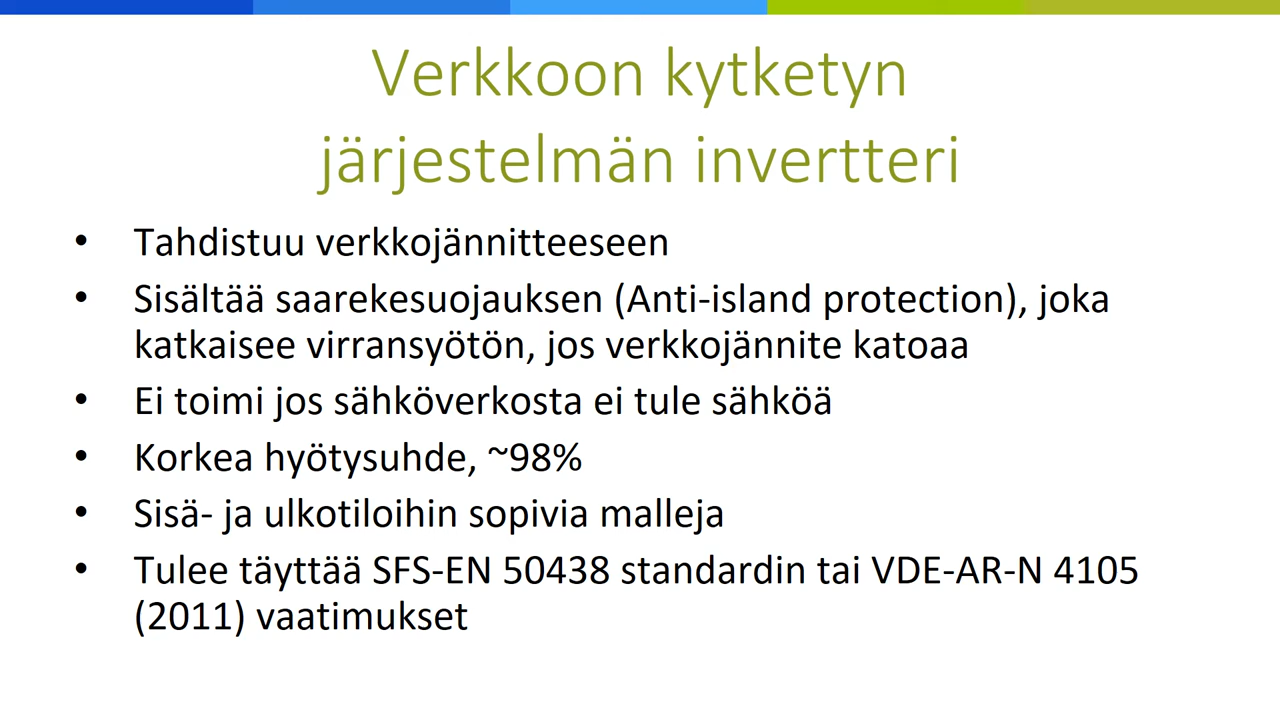 Verkkoon kytketyn
järjestelmän invertteri
• Tahdistuu verkkojännitteeseen
• Sisältää saarekesuojauksen (Anti-island protection), joka
katkaisee virransyötön, jos verkkojännite katoaa
• Ei toimi jos sähköverkosta ei tule sähköä
• Korkea hyötysuhde, ~98%
• Sisä- ja ulkotiloihin sopivia malleja
• Tulee täyttää SFS-EN 50438 standardin tai VDE-AR-N 4105
(2011) vaatimukset